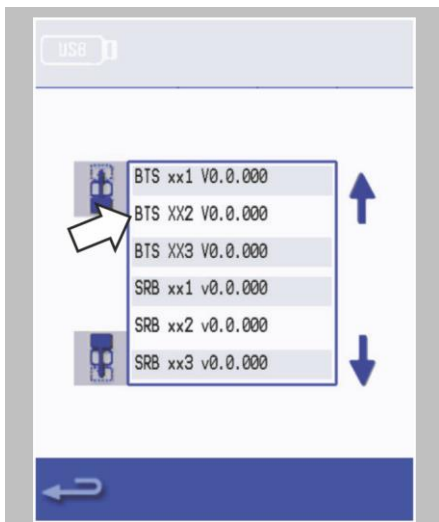 USB
BTS xx1 V0.0.000
BTS XX2 V0.0.000
BTS XX3 V0.0.000
SRB xx1 v0.0.000
SRB xx2 v0.0.000
SRB xx3 v0.0.000